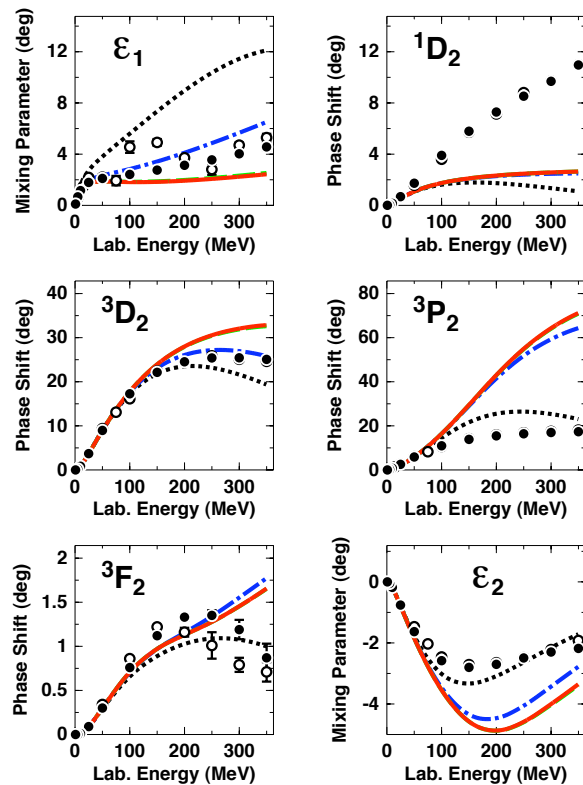 ε1
Mixing Parameter (deg)
12
8
4
0
0 100 200 300
Lab. Energy (MeV)
1D2
Phase Shift (deg)
12
8
4
0
0 100 200 300
Lab. Energy (MeV)
3D2
Phase Shift (deg)
40
30
20
10
0
0 100 200 300
Lab. Energy (MeV)
3P2
Phase Shift (deg)
80
60
40
20
0
0 100 200 300
Lab. Energy (MeV)
3F2
Phase Shift (deg)
2
1.5
1
0.5
0
0 100 200 300
Lab. Energy (MeV)
ε2
Mixing Parameter (deg)
0
-2
-4
0 100 200 300
Lab. Energy (MeV)